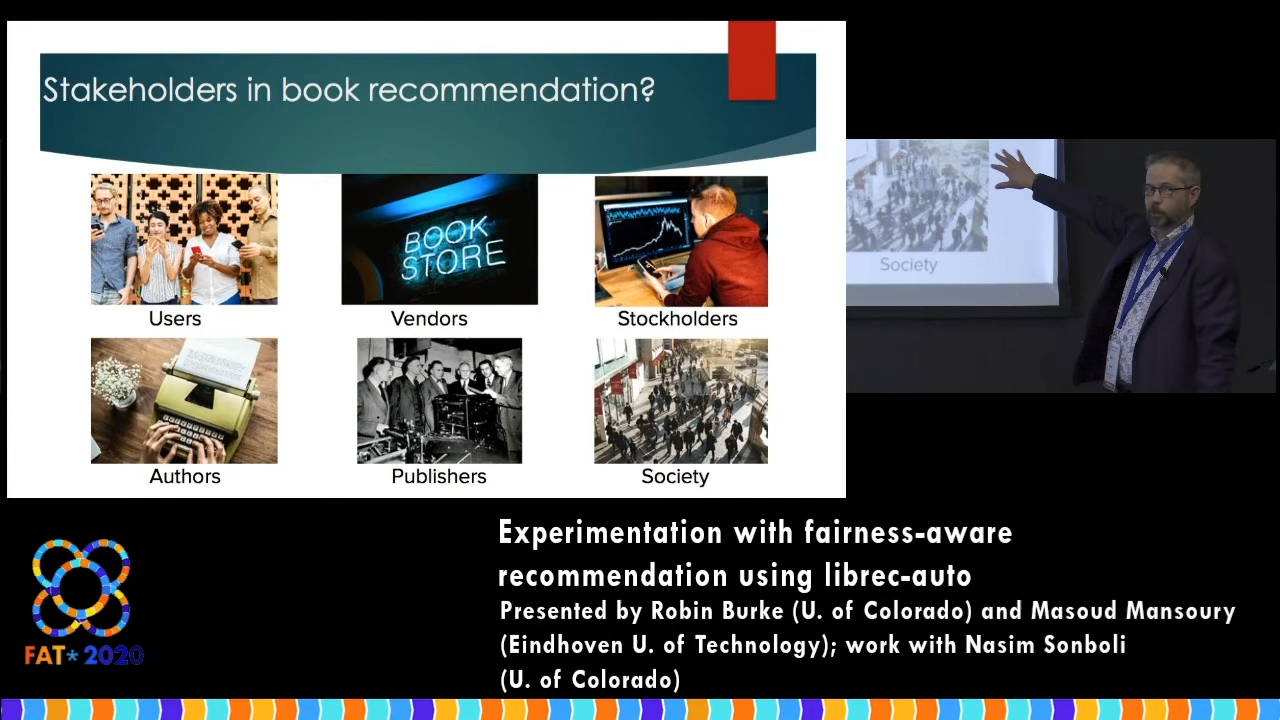 Stakeholders in book recommendation?
BOOK
STORE
Users
Vendors
Stockholders
Authors
Publishers
Society
Society
Experimentation with fairness-aware
recommendation using librec-auto
Presented by Robin Burke (U. of Colorado) and Masoud Mansoury
(Eindhoven U. of Technology); work with Nasim Sonboli
(U. of Colorado)
FAT* 2020